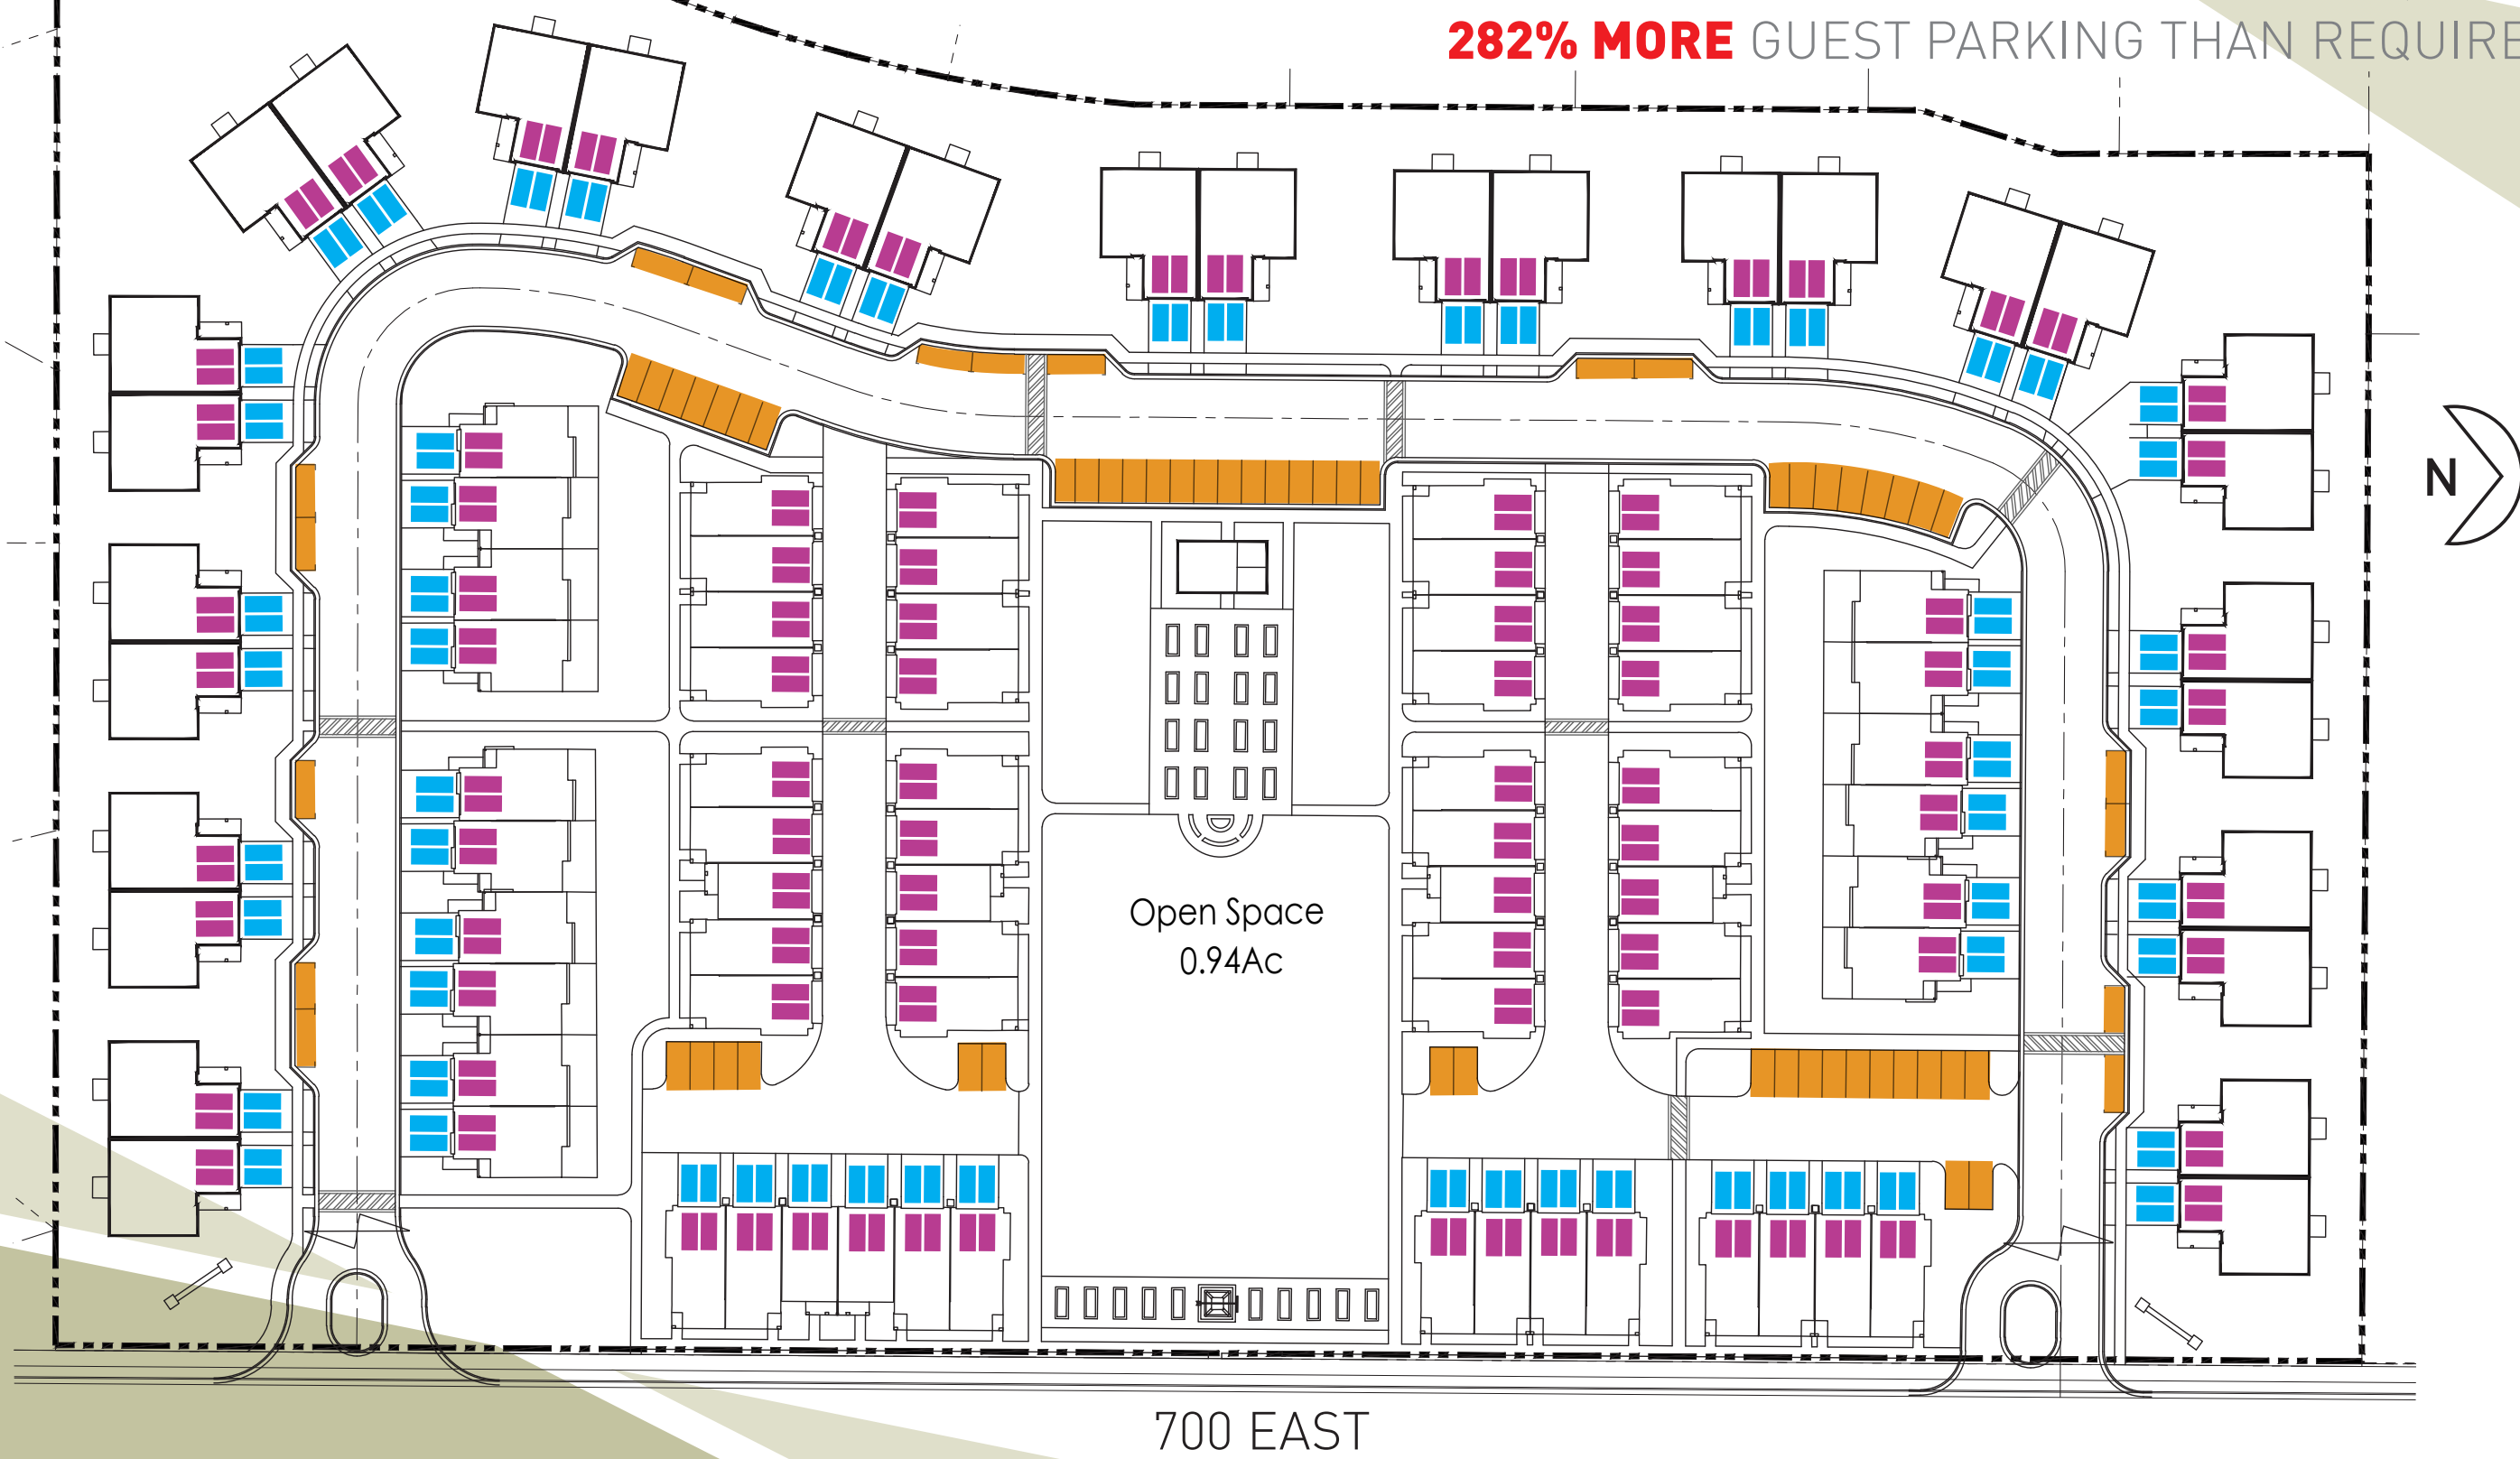 282% MORE GUEST PARKING THAN REQUIRE
N
Open Space
0.94Ac
700 EAST